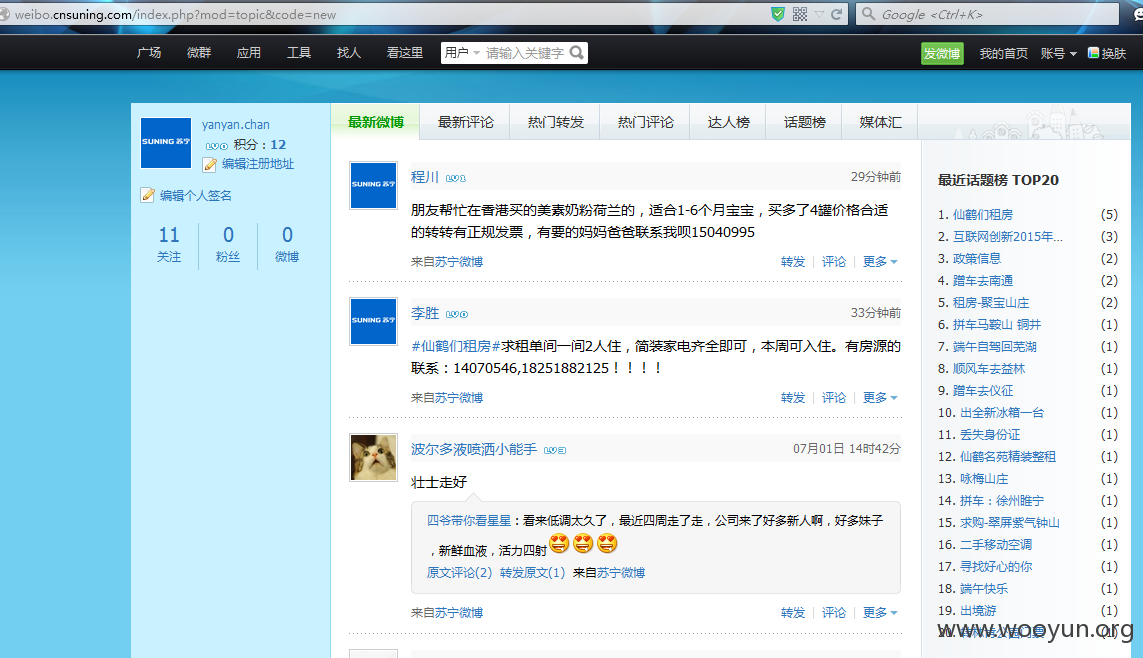 weibo.cnsuning.com/index.php?mod=topic&code=new
Google <Ctrl+K>
广场 微群 应用 工具 找人 看这里 用户 请输入关键字 发微博 我的首页 账号 换肤
SUNING 苏宁
yanyan.chan
LV0 积分：12
编辑注册地址
编辑个人签名
11 0 0
关注 粉丝 微博
最新微博 最新评论 热门转发 热门评论 达人榜 话题榜 媒体汇
SUNING 苏宁
程川 LV1 29分钟前
朋友帮忙在香港买的美素奶粉荷兰的，适合1-6个月宝宝，买多了4罐价格合适
的转转有正规发票，有要的妈妈爸爸联系我呗15040995
来自苏宁微博 转发 评论 更多
SUNING 苏宁
李胜 LV0 33分钟前
#仙鹤们租房#求租单间一间2人住，简装家电齐全即可，本周可入住。有房源的
联系：14070546,18251882125！！！！
来自苏宁微博 转发 评论 更多
波尔多液喷洒小能手 LV3 07月01日 14时42分
壮士走好
四爷带你看星星：看来低调太久了，最近四周走了走，公司来了好多新人啊，好多妹子
，新鲜血液，活力四射
原文评论(2) 转发原文(1) 来自苏宁微博
来自苏宁微博 转发 评论 更多
最近话题榜 TOP20
1. 仙鹤们租房 (5)
2. 互联网创新2015年... (3)
3. 政策信息 (2)
4. 蹭车去南通 (2)
5. 租房-聚宝山庄 (2)
6. 拼车马鞍山 铜井 (1)
7. 端午自驾回芜湖 (1)
8. 顺风车去益林 (1)
9. 蹭车去仪征 (1)
10. 出全新冰箱一台 (1)
11. 丢失身份证 (1)
12. 仙鹤名苑精装整租 (1)
13. 咏梅山庄 (1)
14. 拼车：徐州睢宁 (1)
15. 求购-翠屏紫气钟山 (1)
16. 二手移动空调 (1)
17. 寻找好心的你 (1)
18. 端午快乐 (1)
19. 出境游 (1)
20. (1)
www.wooyun.org